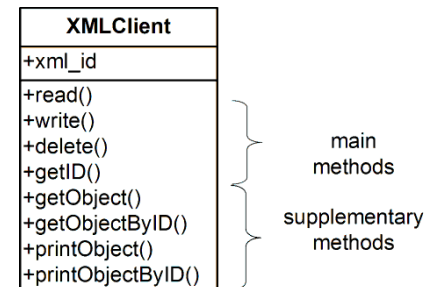 XMLClient
+xml_id
+read()
+write()
+delete()
+getID()
+getObject()
+getObjectByID()
+printObject()
+printObjectByID()
main
methods
supplementary
methods